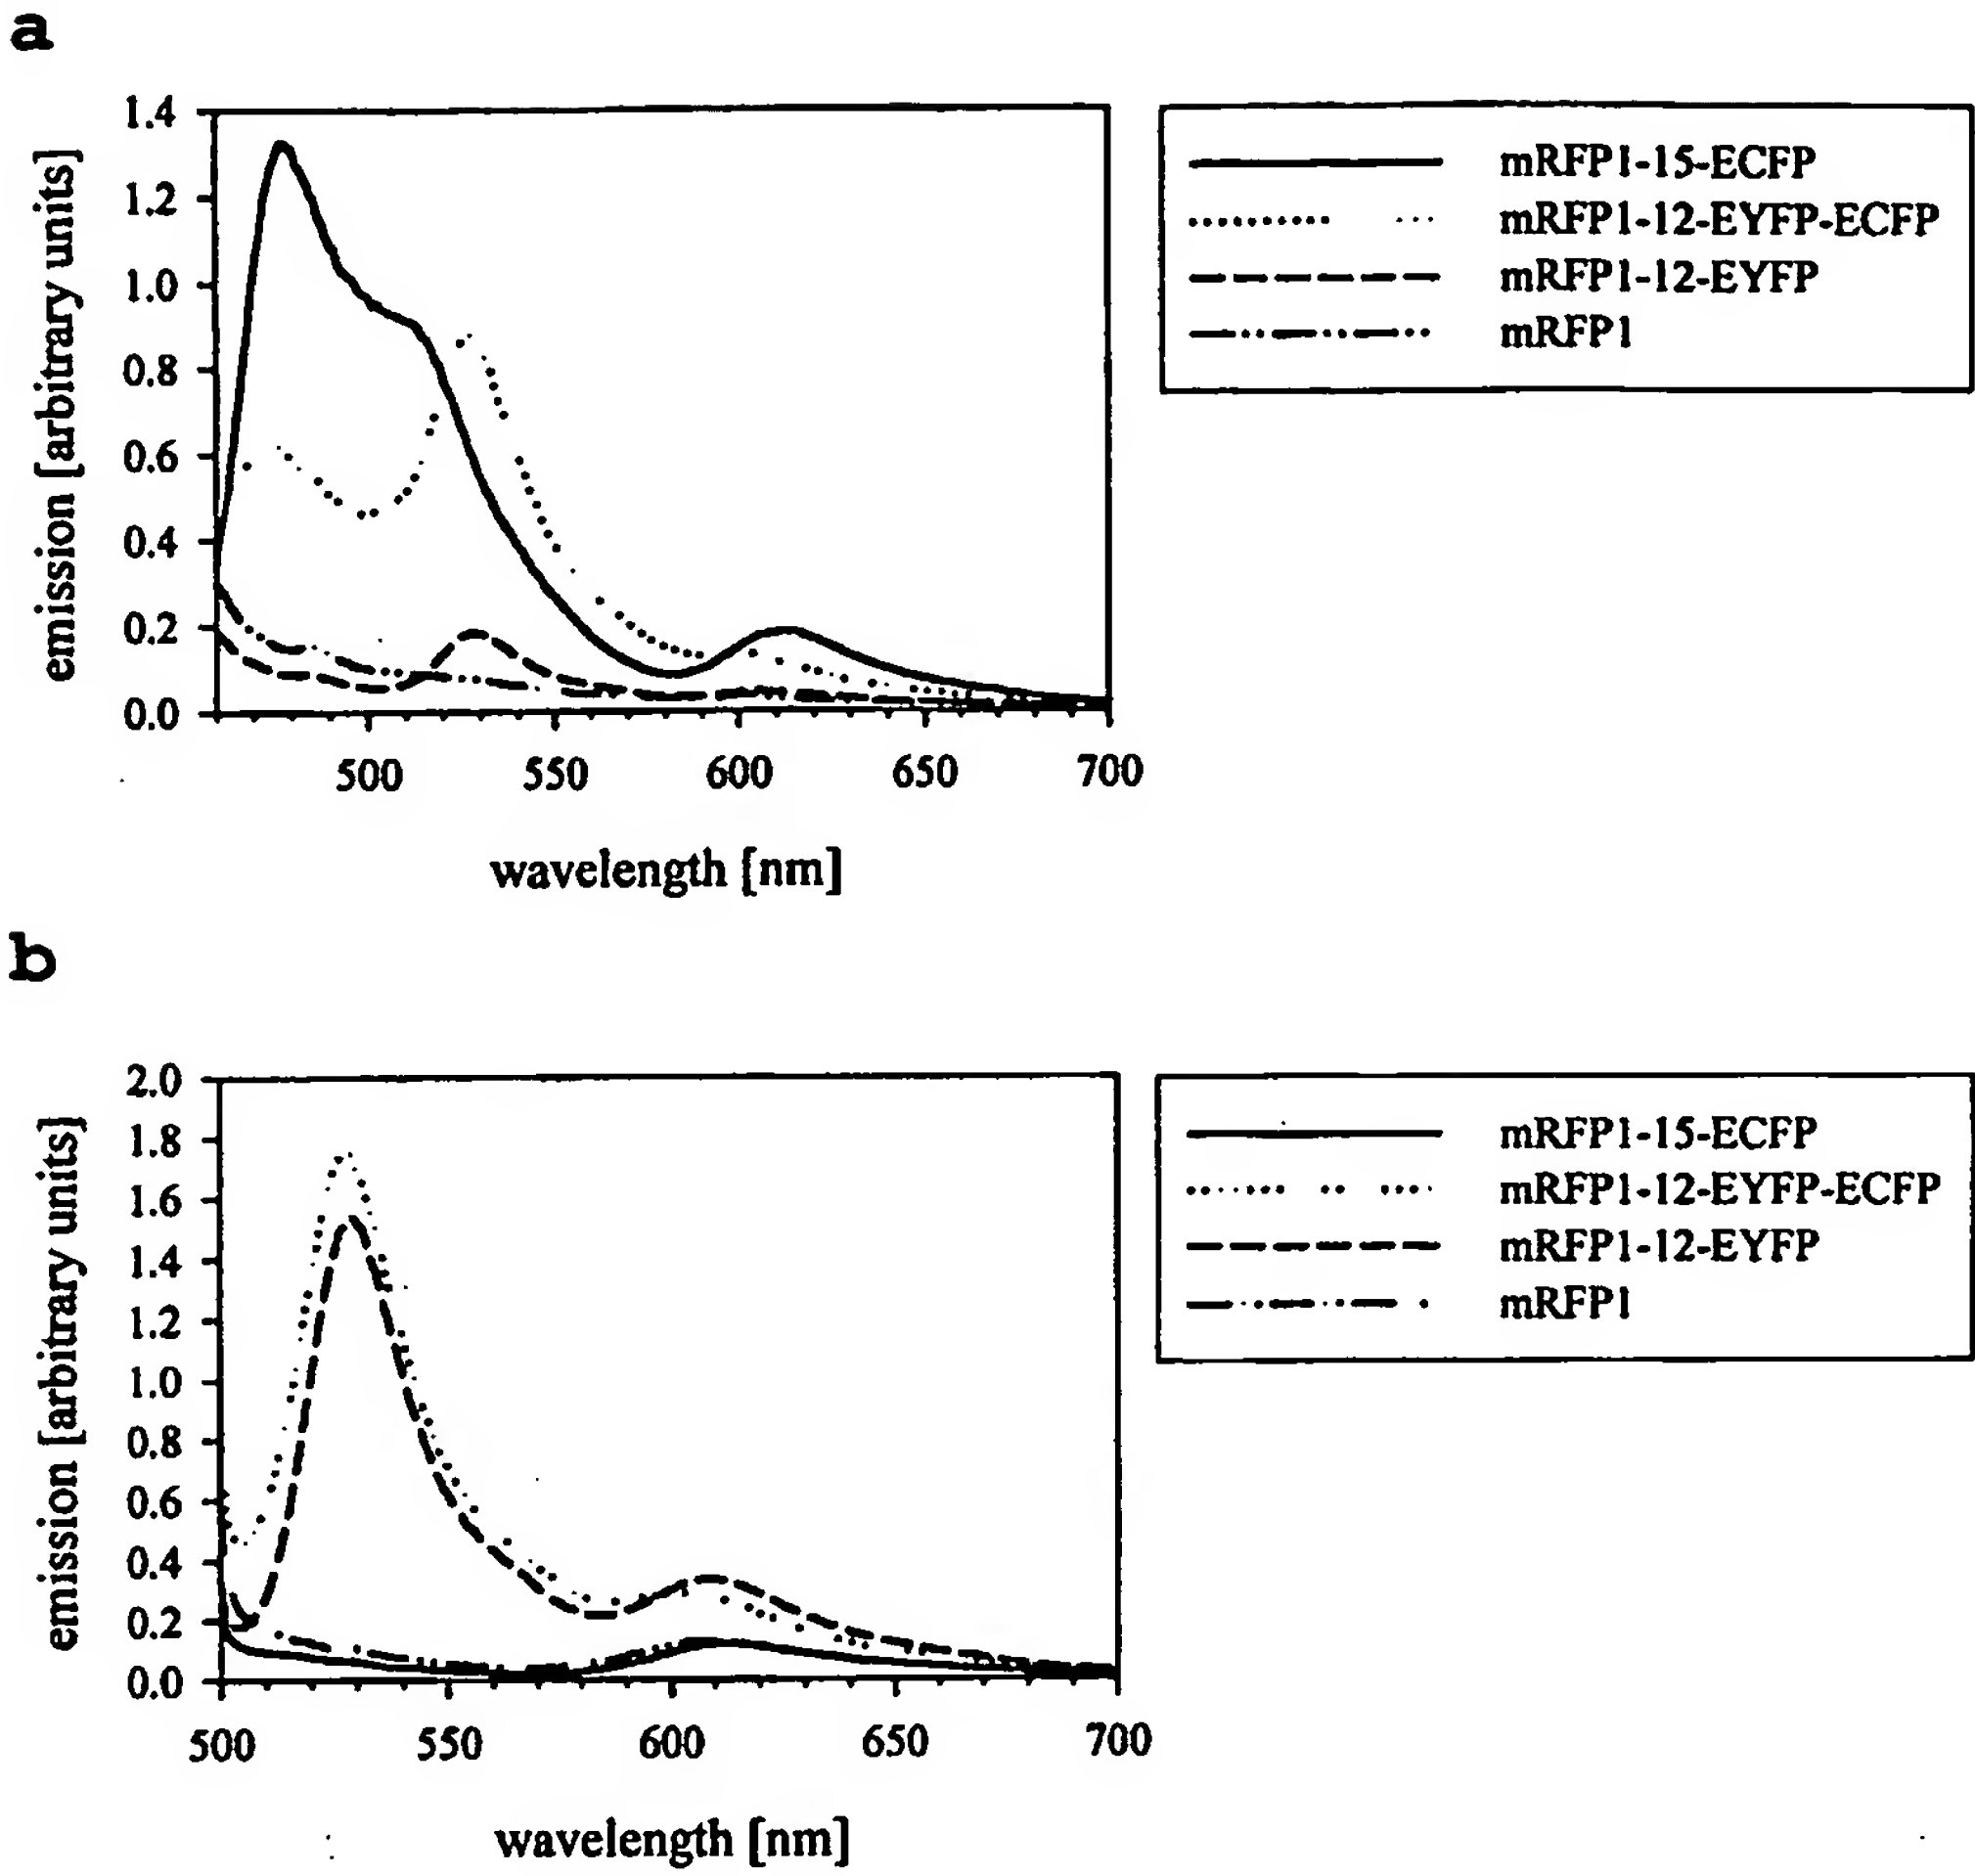 a
emission [arbitrary units]
1.4
1.2
1.0
0.8
0.6
0.4
0.2
0.0
500 550 600 650 700
wavelength [nm]
mRFP1-15-ECFP
mRFP1-12-EYFP-ECFP
mRFP1-12-EYFP
mRFP1
b
emission [arbitrary units]
2.0
1.8
1.6
1.4
1.2
1.0
0.8
0.6
0.4
0.2
0.0
500 550 600 650 700
wavelength [nm]
mRFP1-15-ECFP
mRFP1-12-EYFP-ECFP
mRFP1-12-EYFP
mRFP1